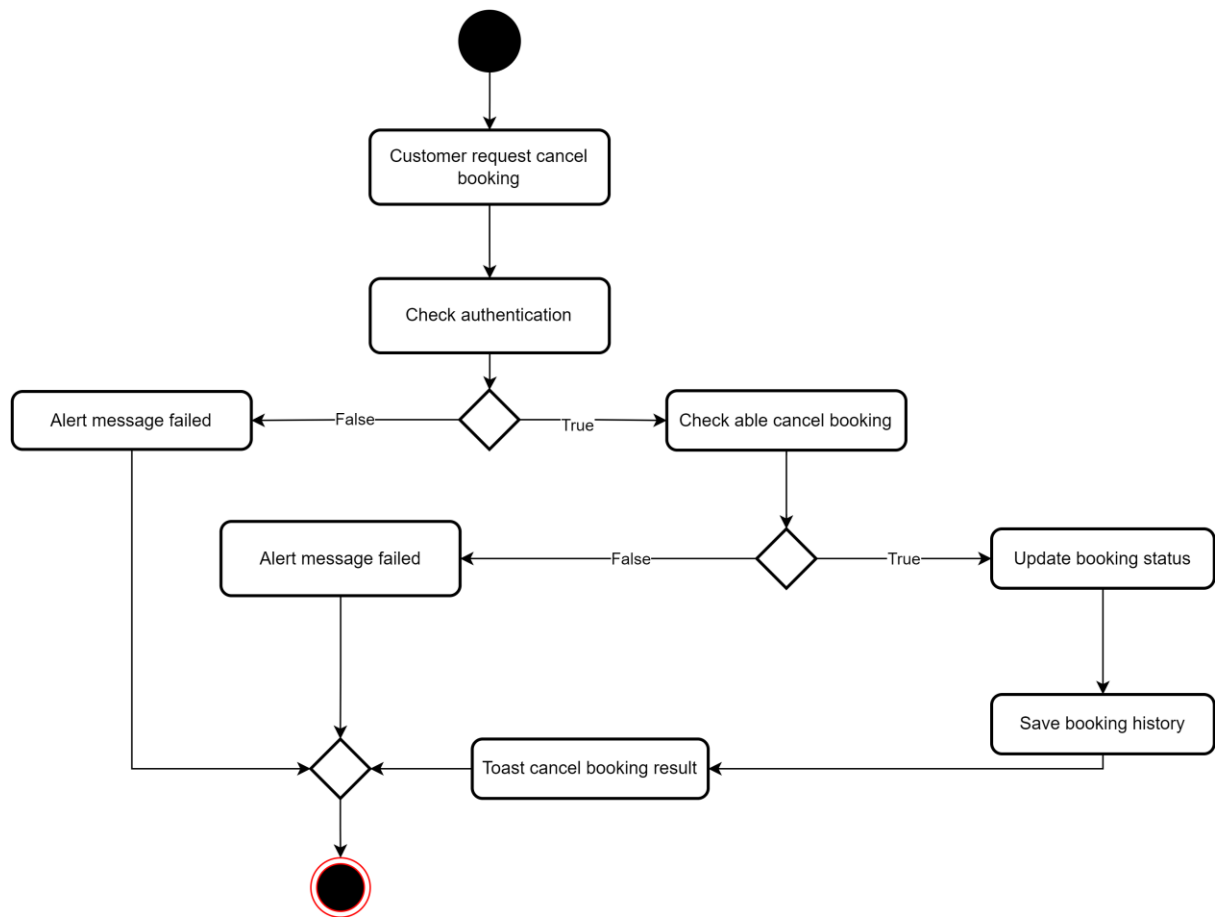 Customer request cancel
booking
Check authentication
Alert message failed
False
True
Check able cancel booking
Alert message failed
False
True
Update booking status
Save booking history
Toast cancel booking result